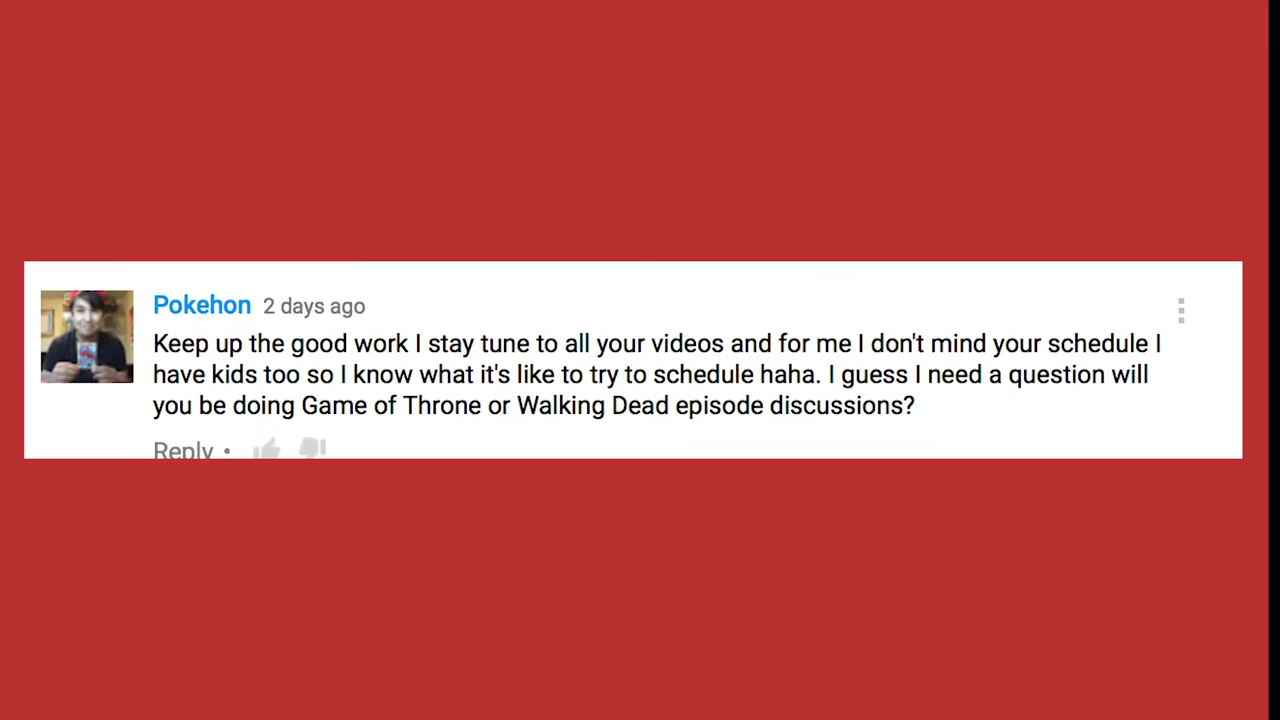 Pokehon 2 days ago
Keep up the good work I stay tune to all your videos and for me I don't mind your schedule I
have kids too so I know what it's like to try to schedule haha. I guess I need a question will
you be doing Game of Throne or Walking Dead episode discussions?
Reply •